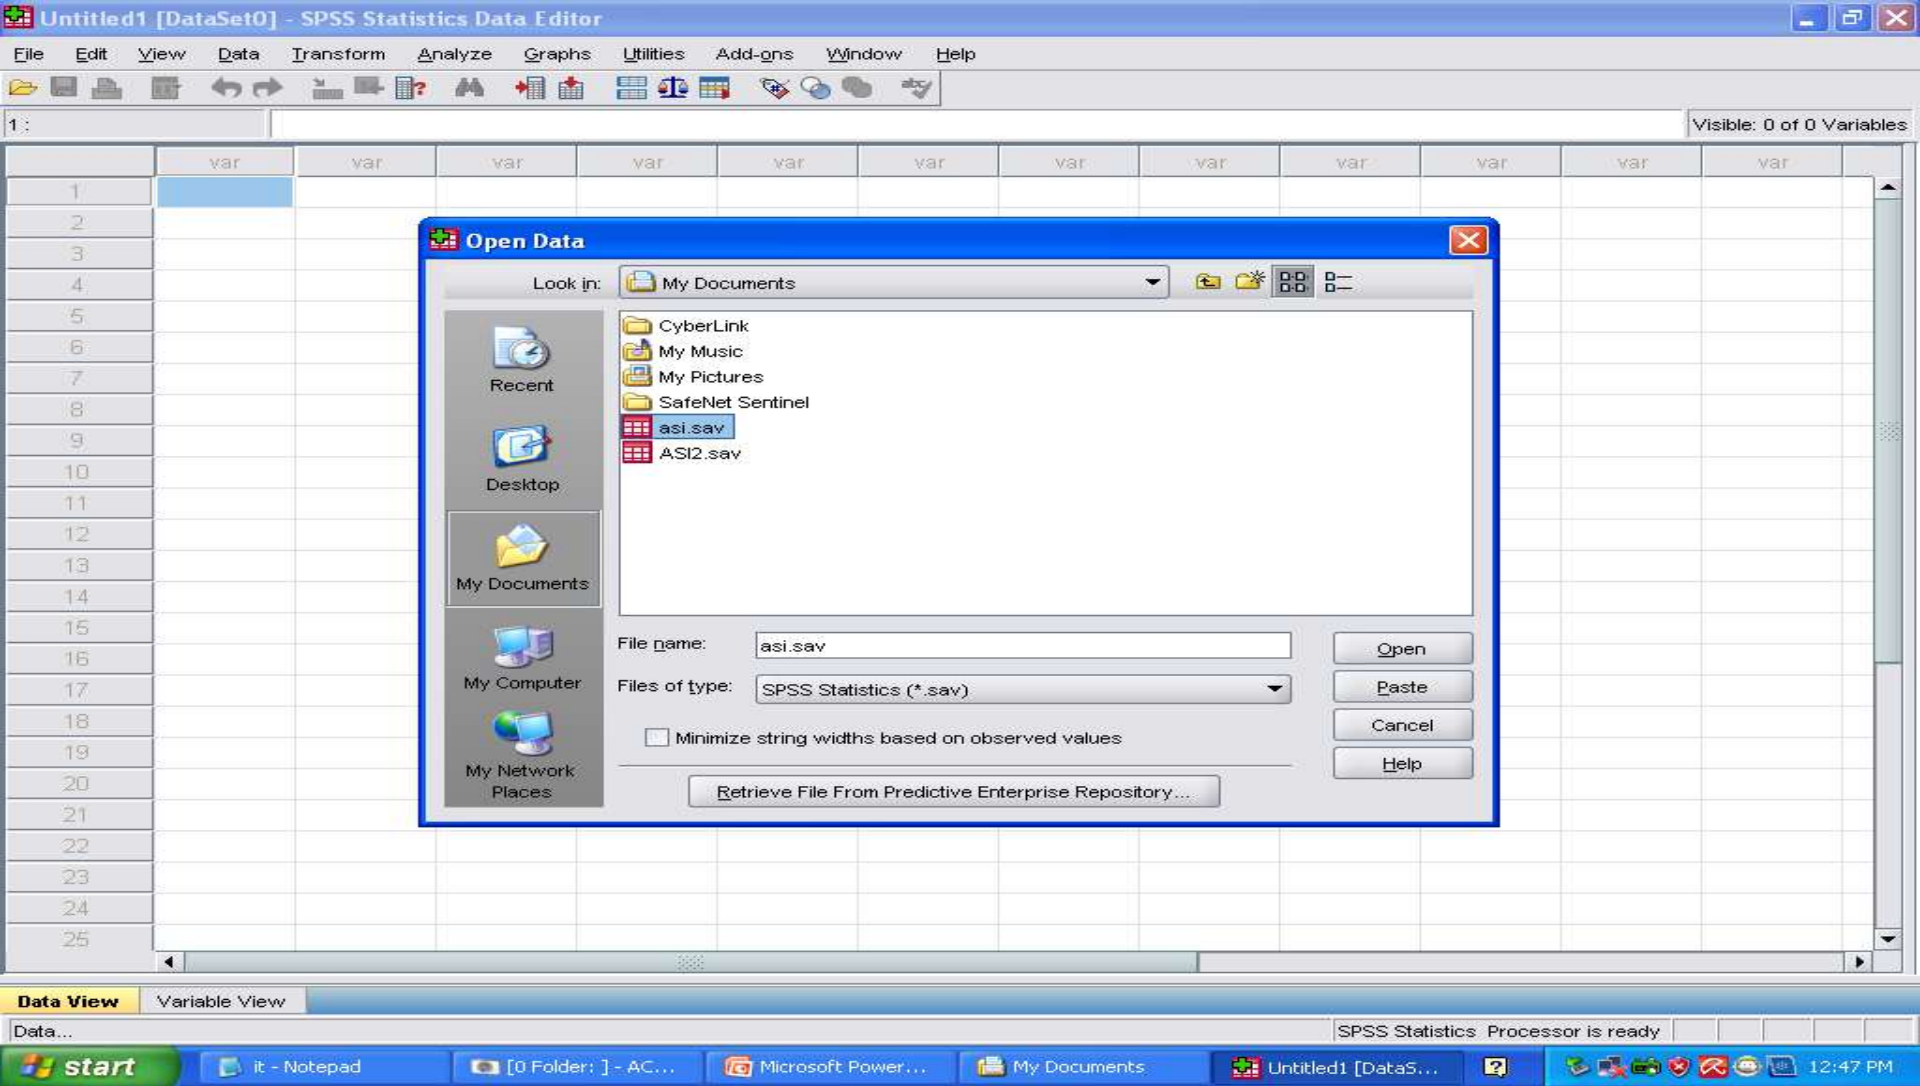 Untitled1 [DataSet0] - SPSS Statistics Data Editor
File Edit View Data Transform Analyze Graphs Utilities Add-ons Window Help
1 :
Visible: 0 of 0 Variables
var var var var var var var var var var var var
1
2
3
4
5
6
7
8
9
10
11
12
13
14
15
16
17
18
19
20
21
22
23
24
25
Open Data
Look in: My Documents
Recent
Desktop
My Documents
My Computer
My Network
Places
CyberLink
My Music
My Pictures
SafeNet Sentinel
asi.sav
ASI2.sav
File name: asi.sav
Files of type: SPSS Statistics (*.sav)
Minimize string widths based on observed values
Retrieve File From Predictive Enterprise Repository...
Open
Paste
Cancel
Help
Data View Variable View
Data...
SPSS Statistics Processor is ready
start it - Notepad [0 Folder: ] - AC... Microsoft Power... My Documents Untitled1 [DataS... 12:47 PM